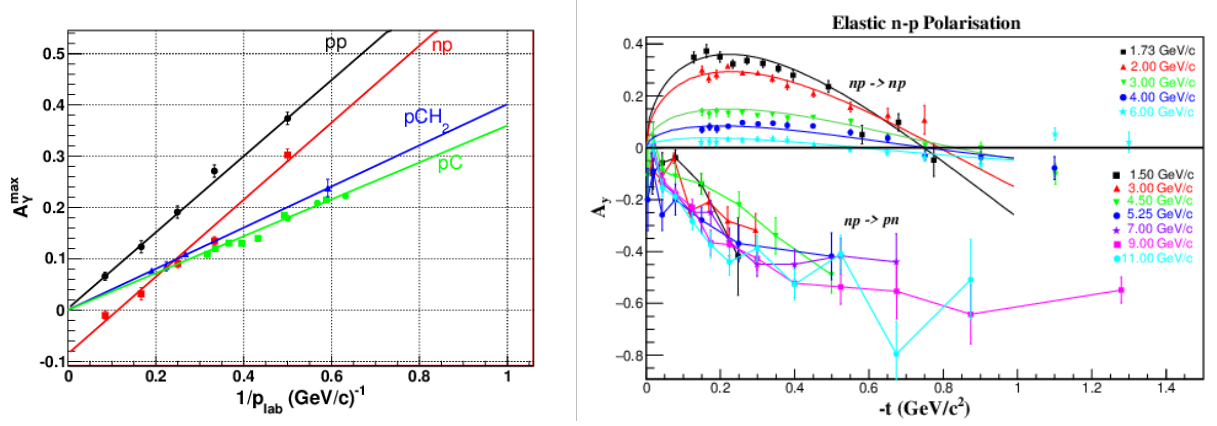 0.5
0.4
0.3
0.2
0.1
0
-0.1
A_Y^max
pp
np
pCH₂
pC
0 0.2 0.4 0.6 0.8 1
1/p_lab (GeV/c)⁻¹
Elastic n-p Polarisation
0.4
0.2
0
−0.2
−0.4
−0.6
−0.8
A_y
np -> np
1.73 GeV/c
2.00 GeV/c
3.00 GeV/c
4.00 GeV/c
6.00 GeV/c
np -> pn
1.50 GeV/c
3.00 GeV/c
4.50 GeV/c
5.25 GeV/c
7.00 GeV/c
9.00 GeV/c
11.00 GeV/c
0 0.2 0.4 0.6 0.8 1 1.2 1.4
-t (GeV/c²)